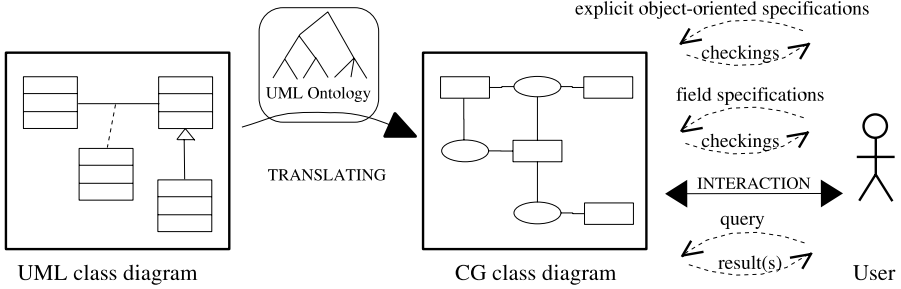 explicit object-oriented specifications
checkings
UML Ontology
field specifications
checkings
TRANSLATING
INTERACTION
query
result(s)
UML class diagram
CG class diagram
User